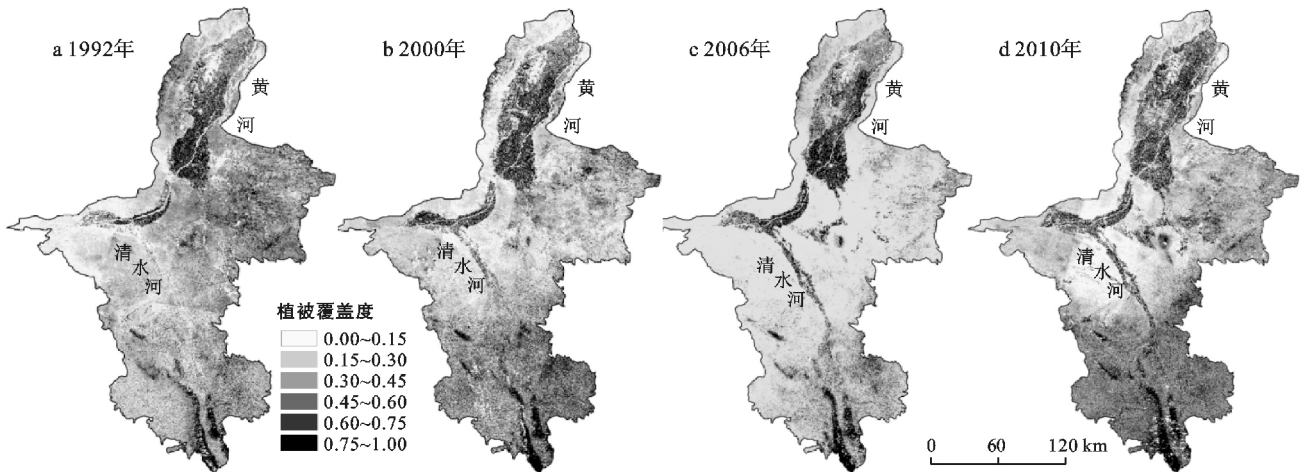 a 1992年
b 2000年
c 2006年
d 2010年
黄
河
黄
河
黄
河
黄
河
清
水
河
清
水
河
清
水
河
清
水
河
植被覆盖度
0.00~0.15
0.15~0.30
0.30~0.45
0.45~0.60
0.60~0.75
0.75~1.00
0 60 120 km